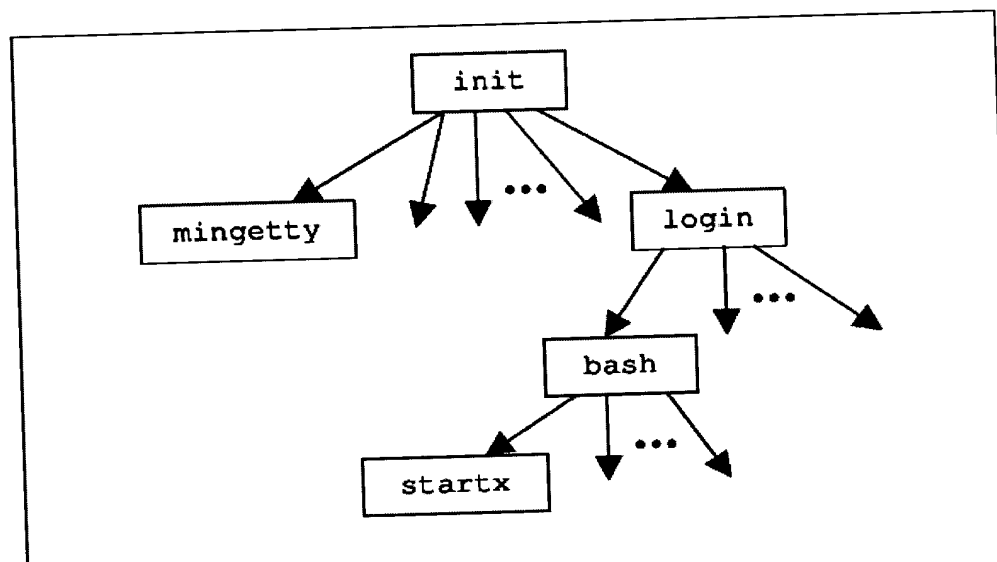 init
•••
mingetty
login
•••
bash
•••
startx